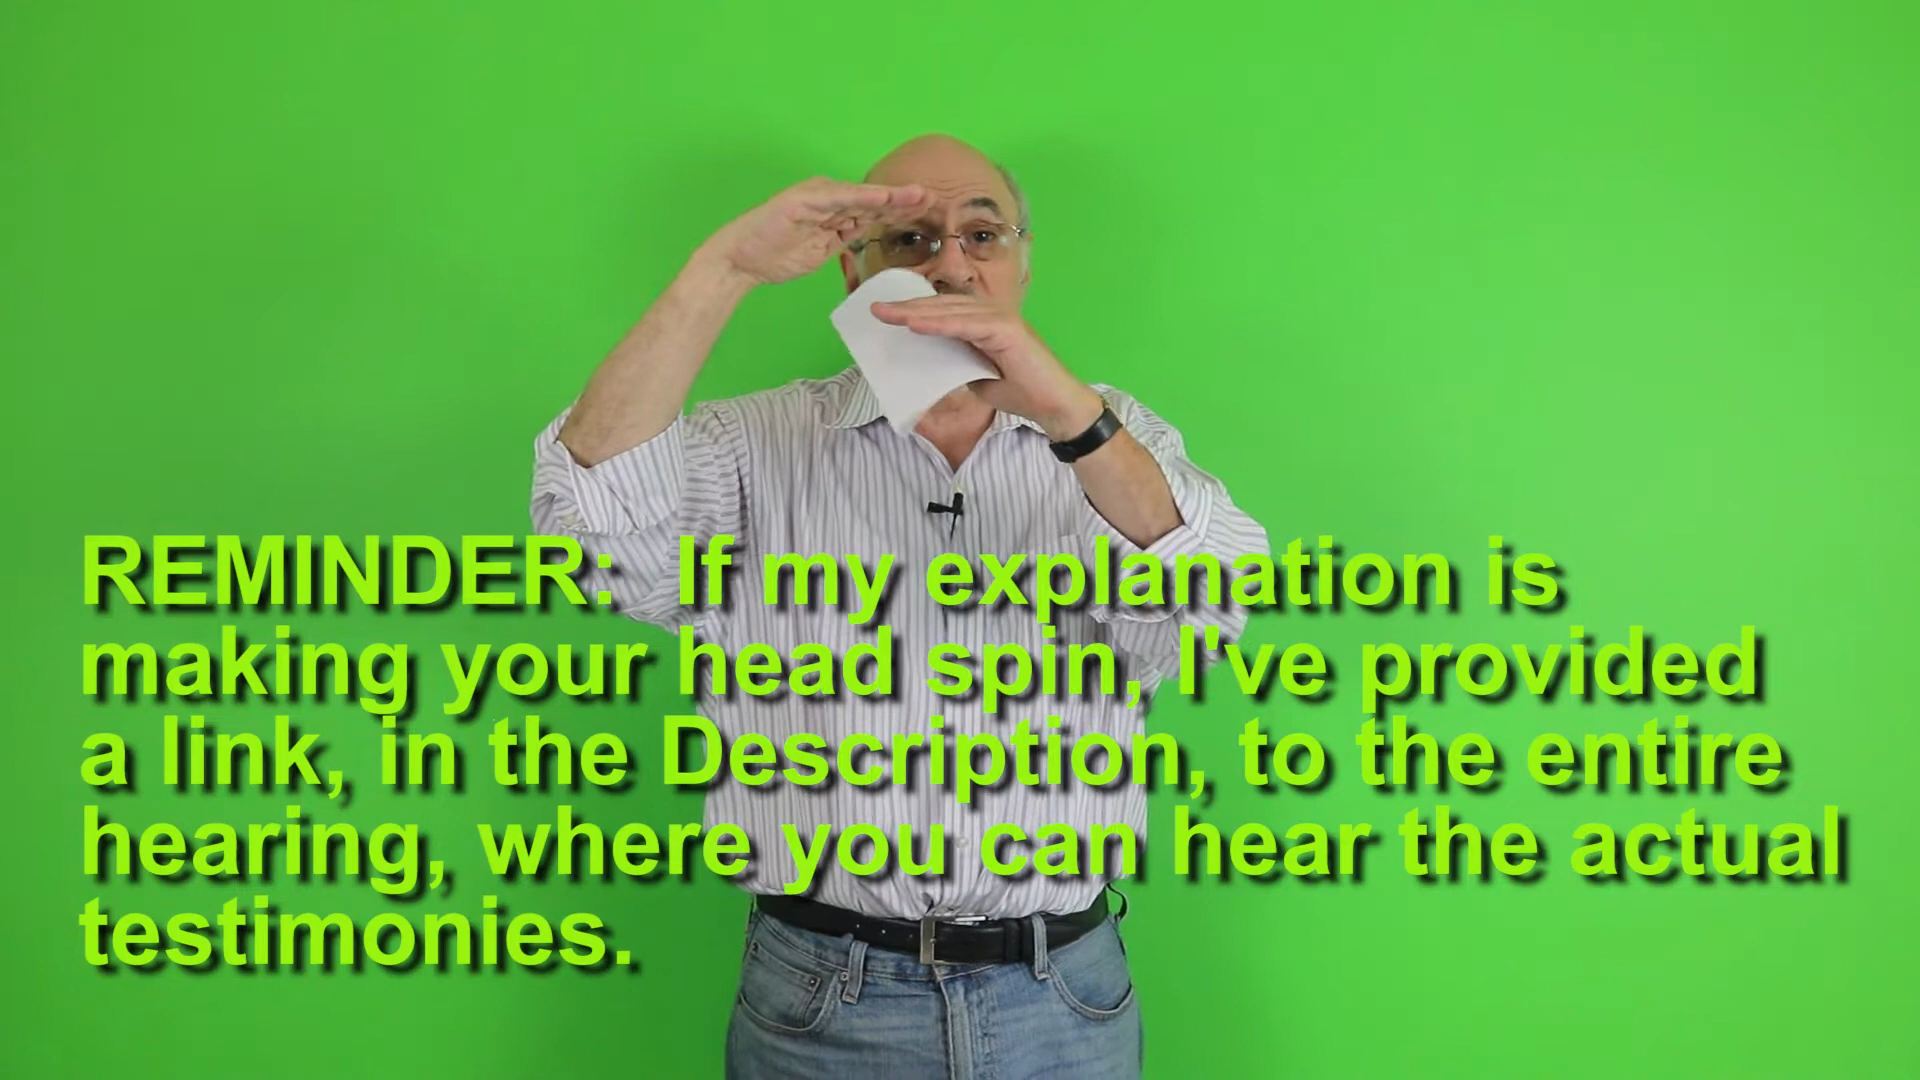 REMINDER:  If my explanation is
making your head spin, I've provided
a link, in the Description, to the entire
hearing, where you can hear the actual
testimonies.